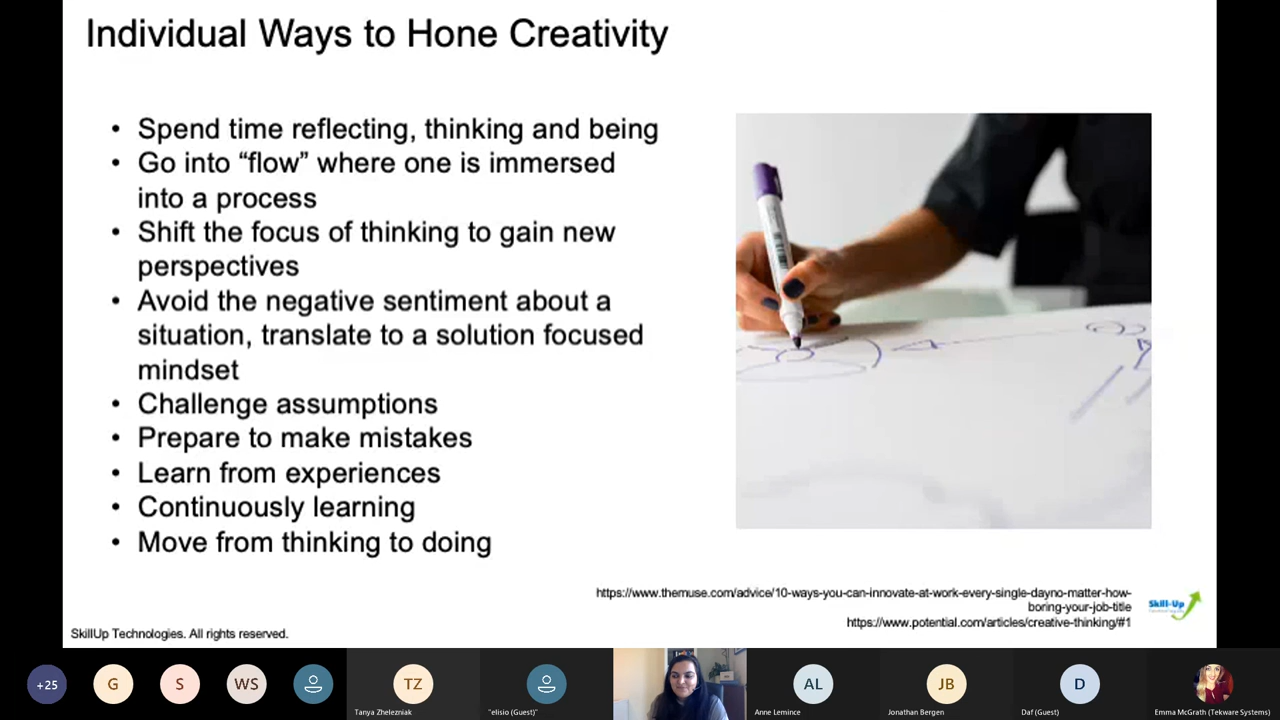 Individual Ways to Hone Creativity
• Spend time reflecting, thinking and being
• Go into “flow” where one is immersed
into a process
• Shift the focus of thinking to gain new
perspectives
• Avoid the negative sentiment about a
situation, translate to a solution focused
mindset
• Challenge assumptions
• Prepare to make mistakes
• Learn from experiences
• Continuously learning
• Move from thinking to doing
https://www.themuse.com/advice/10-ways-you-can-innovate-at-work-every-single-dayno-matter-how-
boring-your-job-title
https://www.potential.com/articles/creative-thinking/#1
Skill-Up
SkillUp Technologies. All rights reserved.
+25
G
S
WS
TZ
AL
JB
D
Tanya Zhelezniak
"elisio (Guest)"
Anne Lemince
Jonathan Bergen
Daf (Guest)
Emma McGrath (Tekware Systems)